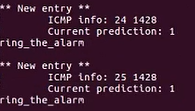 ** New entry **
ICMP info: 24 1428
Current prediction: 1
ring_the_alarm
** New entry **
ICMP info: 25 1428
Current prediction: 1
ring_the_alarm